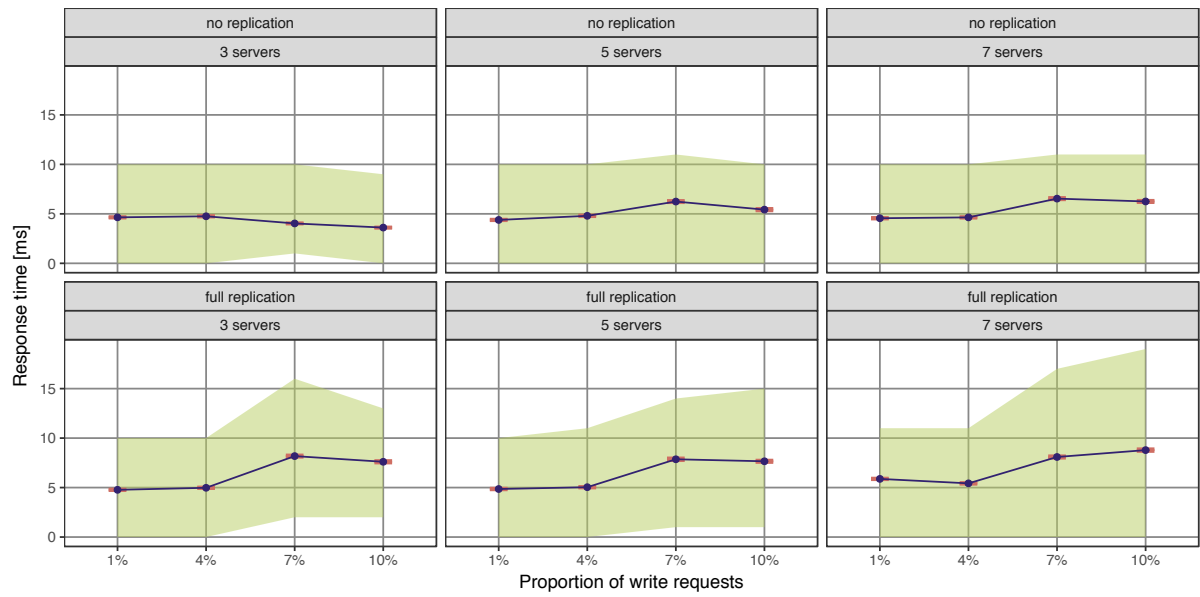 no replication
no replication
no replication
3 servers
5 servers
7 servers
15
10
5
0
full replication
full replication
full replication
3 servers
5 servers
7 servers
15
10
5
0
Response time [ms]
1% 4% 7% 10%
1% 4% 7% 10%
1% 4% 7% 10%
Proportion of write requests